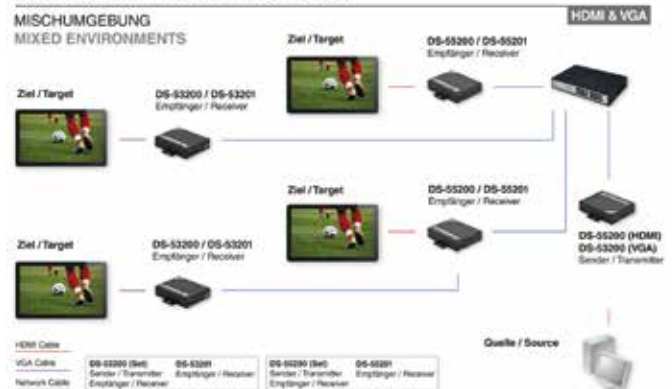 MISCHUMGEBUNG
MIXED ENVIRONMENTS
HDMI & VGA
Ziel / Target
DS-55200 / DS-55201
Empfänger / Receiver
Ziel / Target
DS-53200 / DS-53201
Empfänger / Receiver
Ziel / Target
DS-55200 / DS-55201
Empfänger / Receiver
DS-55200 (HDMI)
DS-53200 (VGA)
Sender / Transmitter
Ziel / Target
DS-53200 / DS-53201
Empfänger / Receiver
Quelle / Source
HDMI Cable
VGA Cable
Network Cable
DS-53200 (Set)
Sender / Transmitter
Empfänger / Receiver
DS-53201
Empfänger / Receiver
DS-55200 (Set)
Sender / Transmitter
Empfänger / Receiver
DS-55201
Empfänger / Receiver